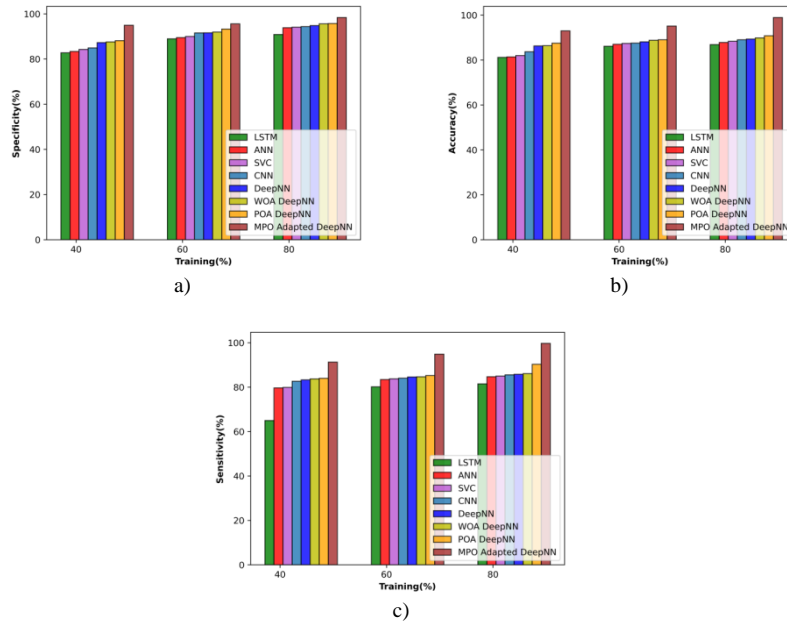 100
80
60
40
20
0
Specificity(%)
LSTM
ANN
SVC
CNN
DeepNN
WOA DeepNN
POA DeepNN
MPO Adapted DeepNN
40 60 80
Training(%)
a)
100
80
60
40
20
0
Accuracy(%)
LSTM
ANN
SVC
CNN
DeepNN
WOA DeepNN
POA DeepNN
MPO Adapted DeepNN
40 60 80
Training(%)
b)
100
80
60
40
20
0
Sensitivity(%)
LSTM
ANN
SVC
CNN
DeepNN
WOA DeepNN
POA DeepNN
MPO Adapted DeepNN
40 60 80
Training(%)
c)